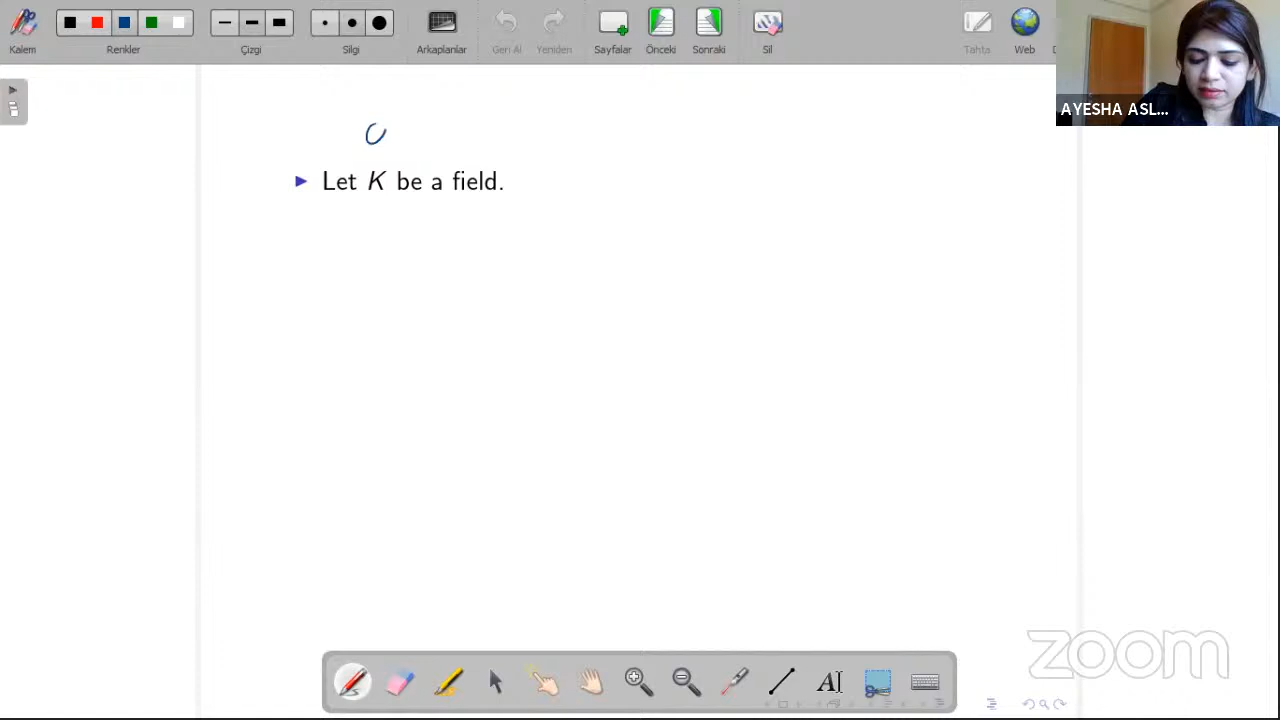 Kalem
Renkler
Çizgi
Silgi
Arkaplanlar
Geri Al
Yeniden
Sayfalar
Önceki
Sonraki
Sil
Tahta
Web
AYESHA ASL...
Let K be a field.
AI
zoom